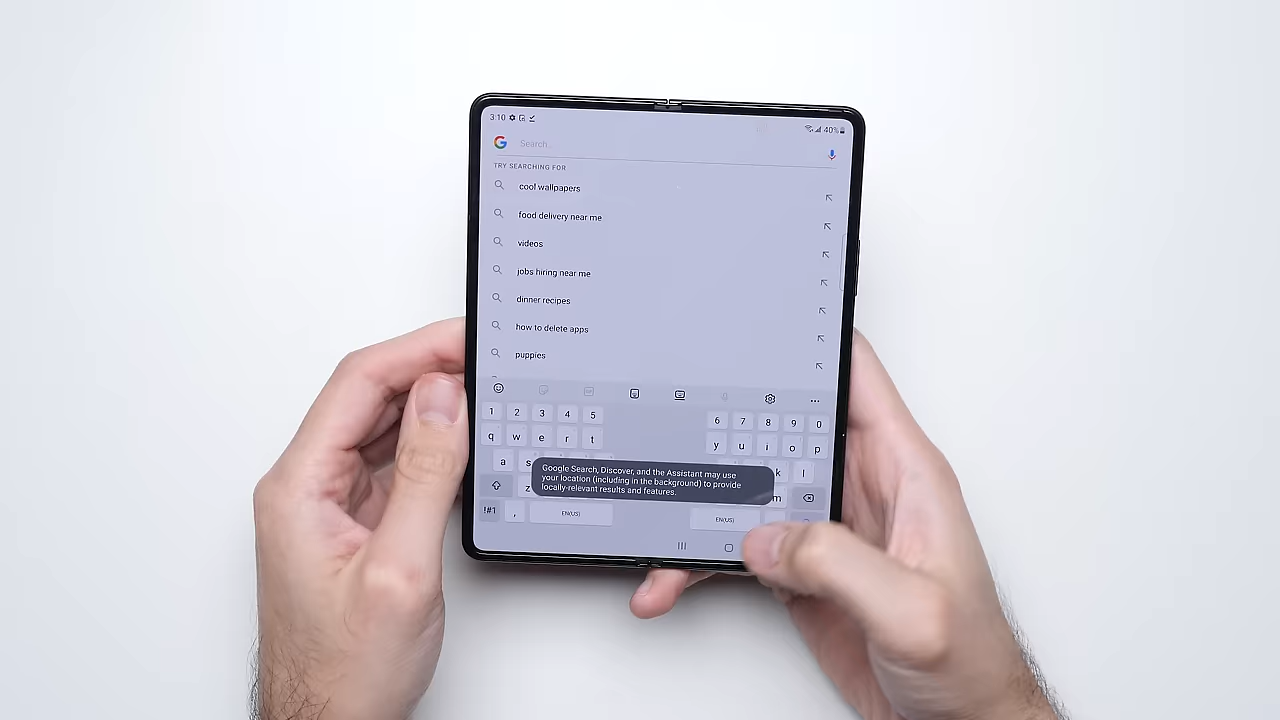 3:10
40%
Search..
TRY SEARCHING FOR
cool wallpapers
food delivery near me
videos
jobs hiring near me
dinner recipes
how to delete apps
puppies
1 2 3 4 5 6 7 8 9 0
q w e r t y u i o p
a s k l
Google Search, Discover, and the Assistant may use
your location (including in the background) to provide
locally-relevant results and features.
z m
!#1 , EN(US) EN(US)